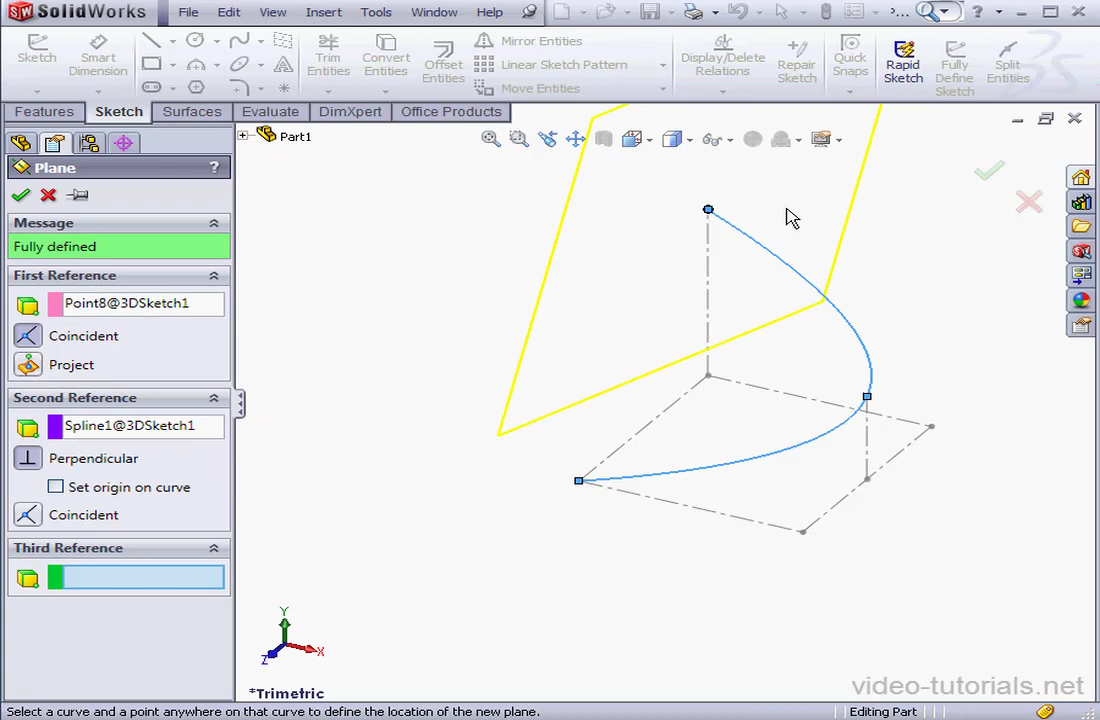 SW SolidWorks File Edit View Insert Tools Window Help
Sketch Smart Dimension Trim Entities Convert Entities Offset Entities Mirror Entities Linear Sketch Pattern Move Entities Display/Delete Relations Repair Sketch Quick Snaps Rapid Sketch Fully Define Sketch Split Entities
Features Sketch Surfaces Evaluate DimXpert Office Products
Part1
Plane ?
Message
Fully defined
First Reference
Point8@3DSketch1
Coincident
Project
Second Reference
Spline1@3DSketch1
Perpendicular
Set origin on curve
Coincident
Third Reference
Y
X
Z
*Trimetric
video-tutorials.net
Select a curve and a point anywhere on that curve to define the location of the new plane. Editing Part